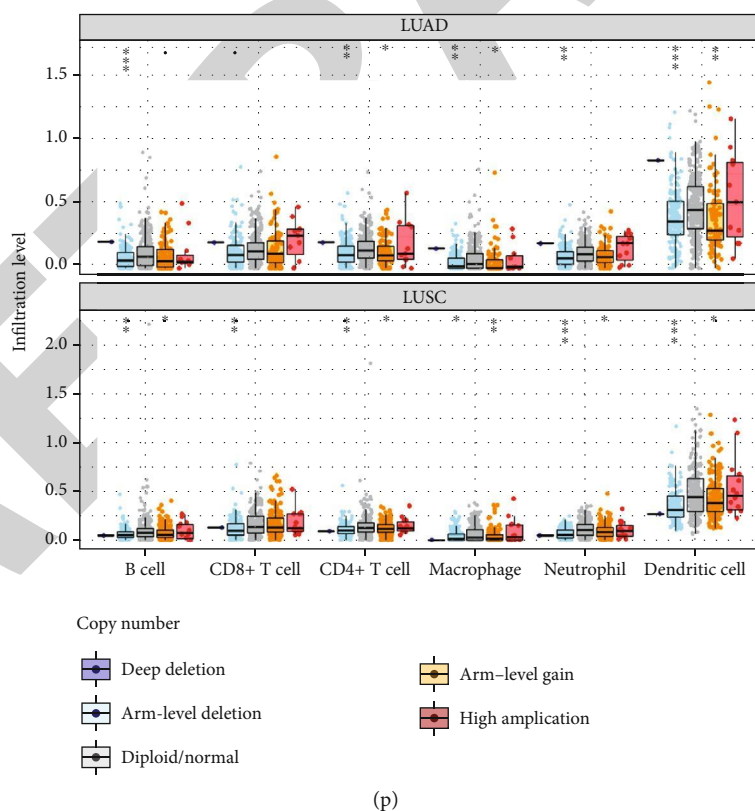 LUAD
*** . . ** * ** * ** *** **
1.5
1.0
0.5
0.0
Infiltration level
LUSC
** * ** ** * * ** *** * *** *
2.0
1.5
1.0
0.5
0.0
B cell CD8+ T cell CD4+ T cell Macrophage Neutrophil Dendritic cell
Copy number
Deep deletion
Arm-level deletion
Diploid/normal
Arm–level gain
High amplication
(p)